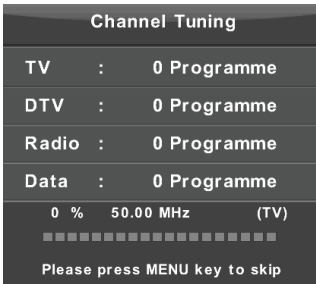 Channel Tuning
TV : 0 Programme
DTV : 0 Programme
Radio : 0 Programme
Data : 0 Programme
0 % 50.00 MHz (TV)
Please press MENU key to skip